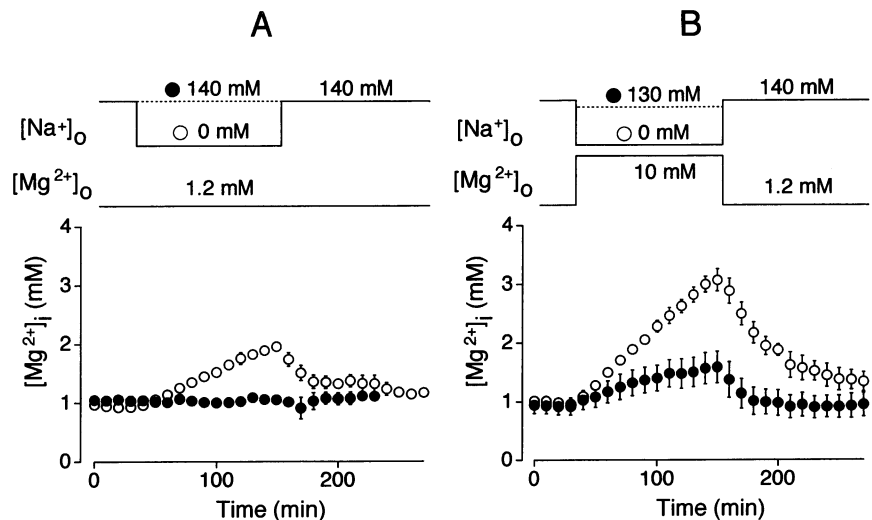 A
● 140 mM 140 mM
[Na+]o
○ 0 mM
[Mg2+]o
1.2 mM
4
3
2
1
0
[Mg2+]i (mM)
0 100 200
Time (min)
B
● 130 mM 140 mM
[Na+]o
○ 0 mM
[Mg2+]o
10 mM 1.2 mM
4
3
2
1
0
[Mg2+]i (mM)
0 100 200
Time (min)